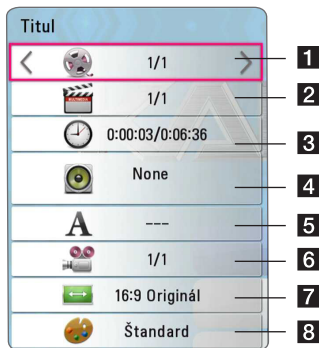 Titul
1/1 1
1/1 2
0:00:03/0:06:36 3
None 4
A --- 5
1/1 6
16:9 Originál 7
Štandard 8